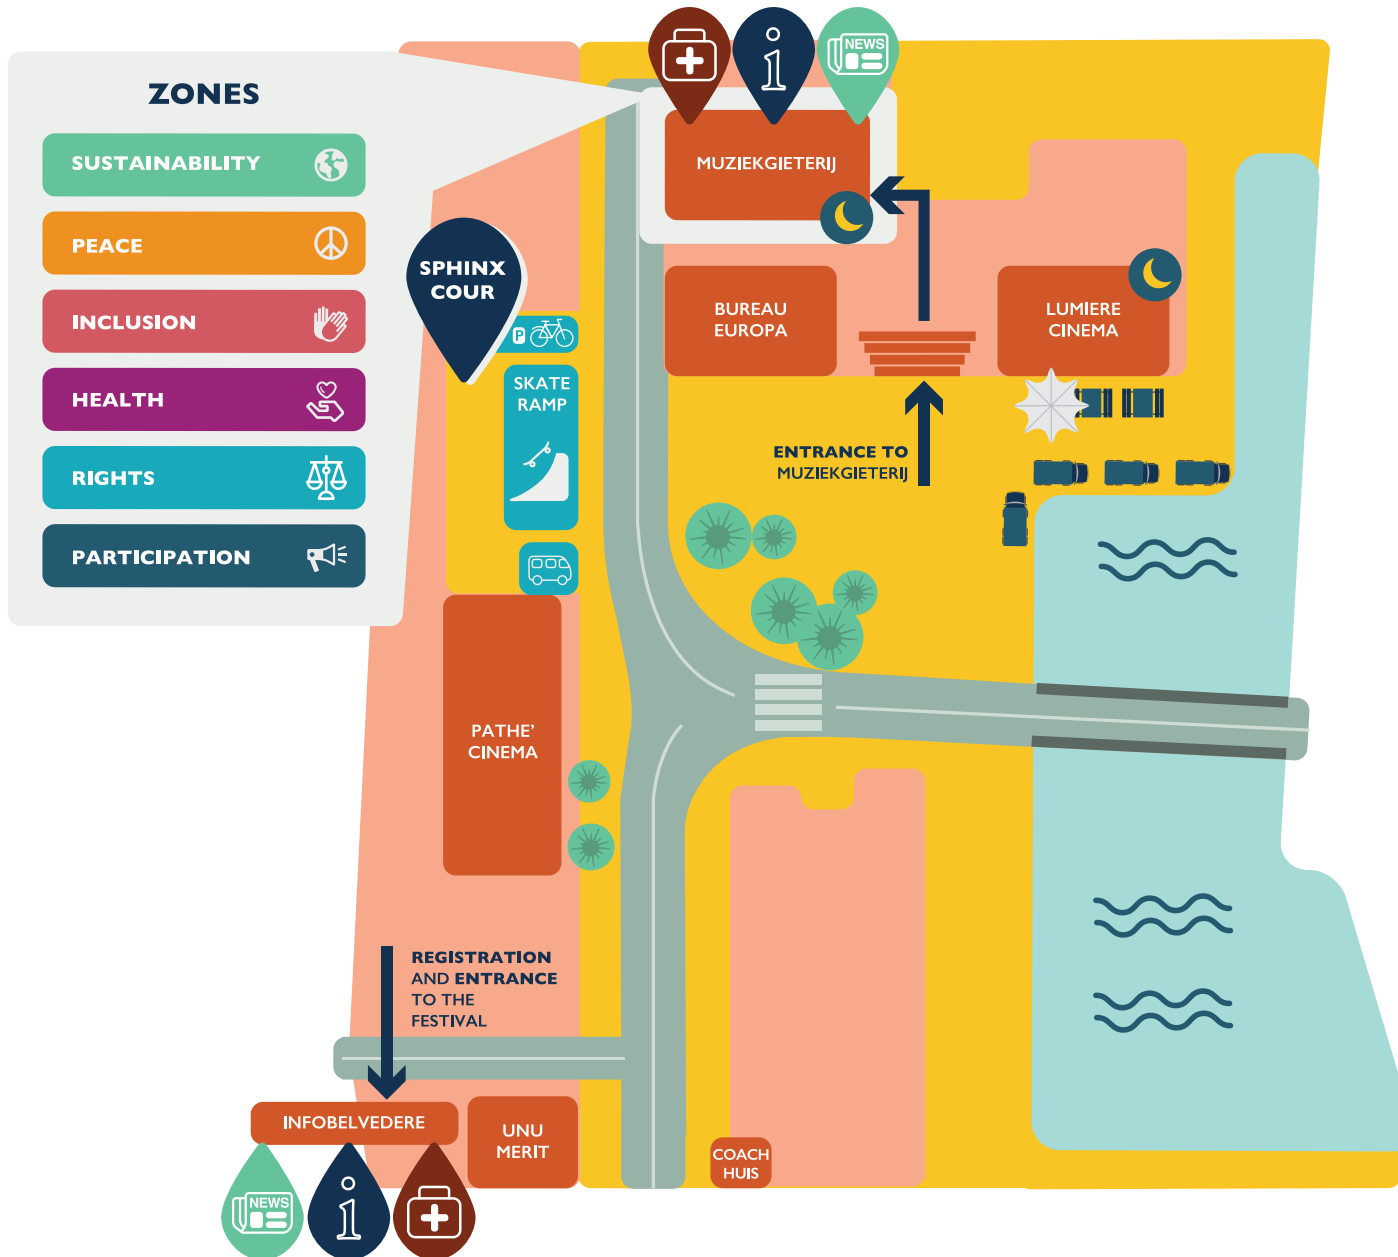 ZONES
SUSTAINABILITY
PEACE
INCLUSION
HEALTH
RIGHTS
PARTICIPATION
NEWS
MUZIEKGIETERIJ
SPHINX
COUR
BUREAU
EUROPA
LUMIERE
CINEMA
P
SKATE
RAMP
ENTRANCE TO
MUZIEKGIETERIJ
PATHE'
CINEMA
REGISTRATION
AND ENTRANCE
TO THE
FESTIVAL
INFOBELVEDERE
UNU
MERIT
COACH
HUIS
NEWS